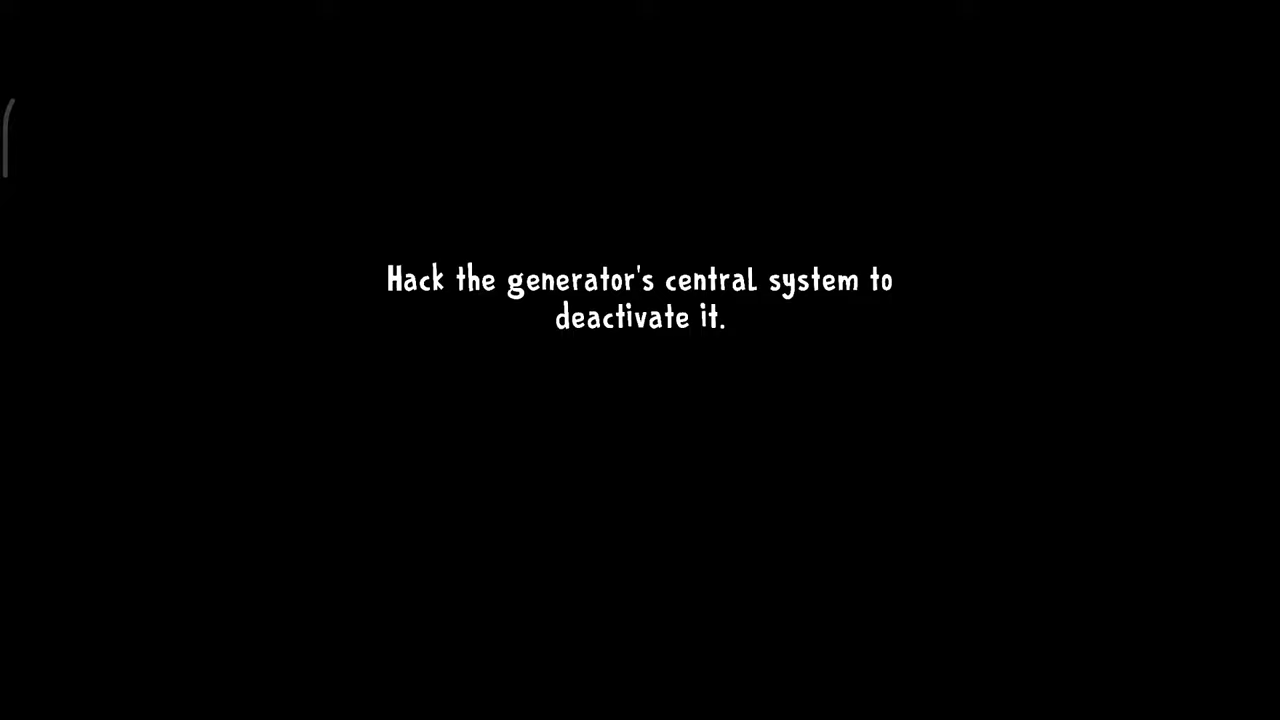 Hack the generator's central system to
deactivate it.